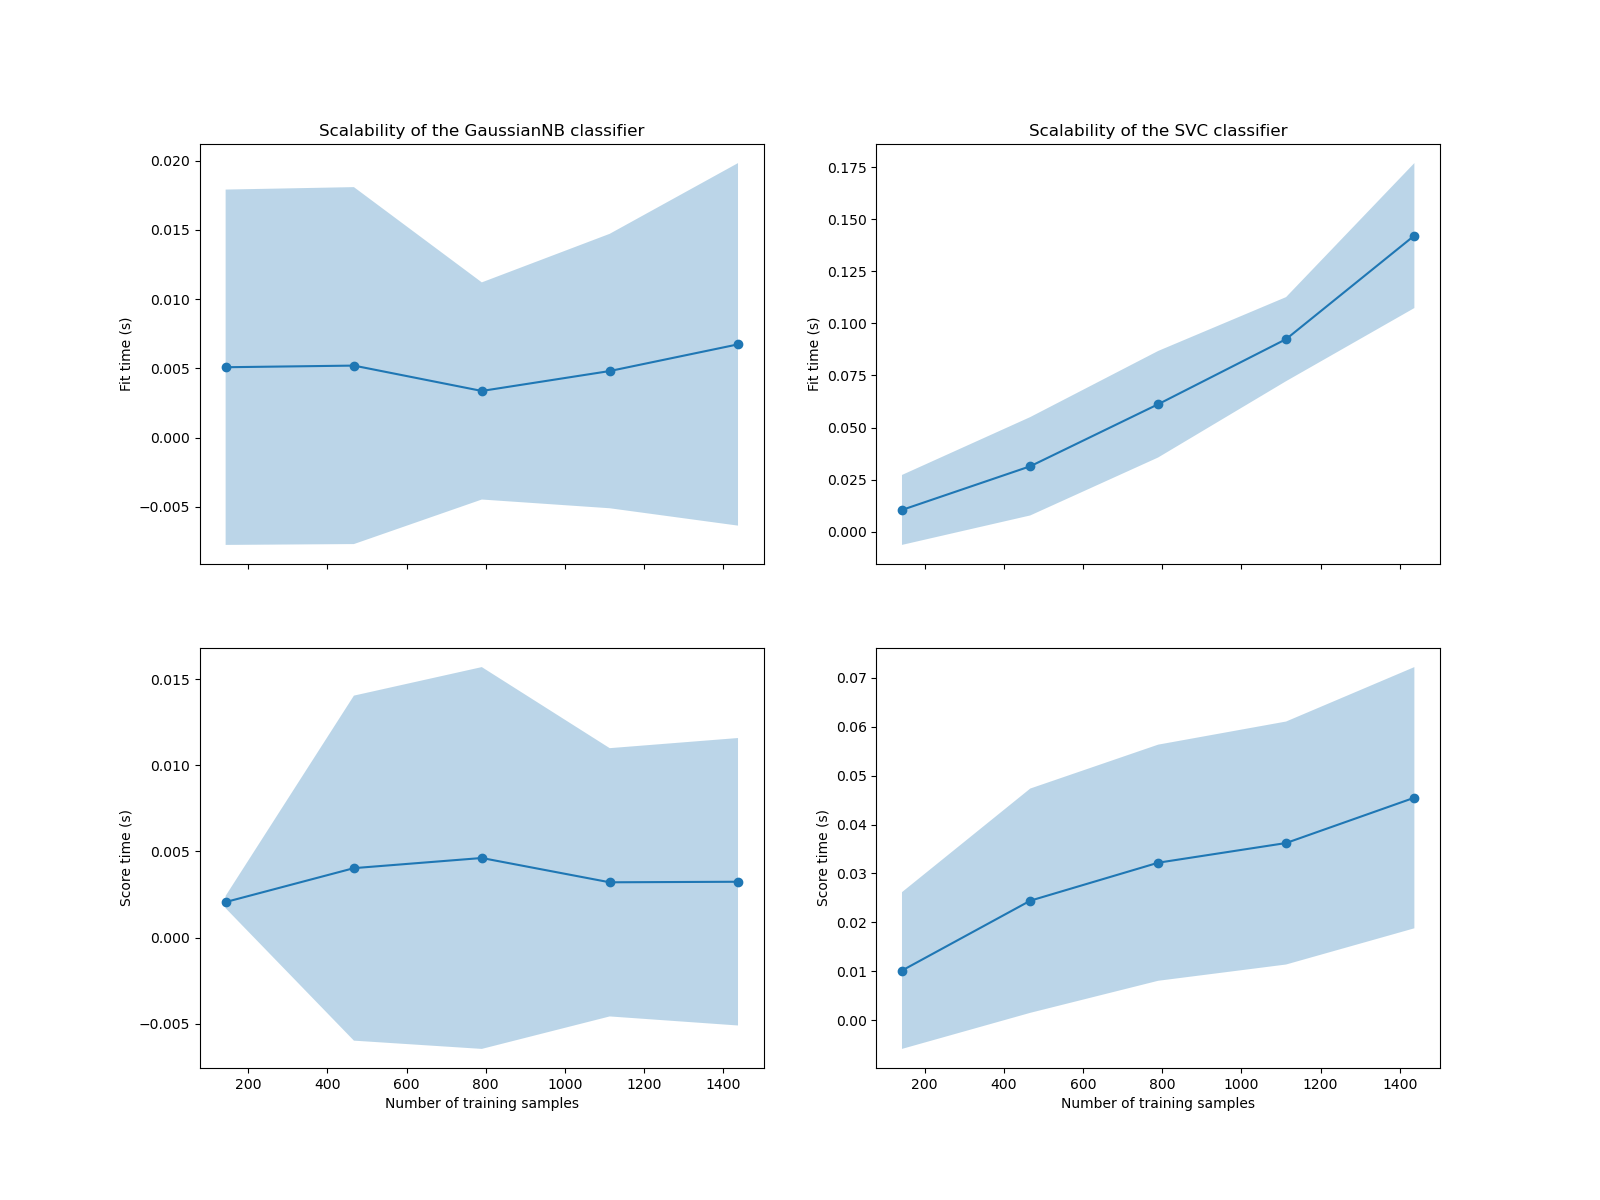 Scalability of the GaussianNB classifier
0.020
0.015
0.010
0.005
0.000
−0.005
Fit time (s)
Scalability of the SVC classifier
0.175
0.150
0.125
0.100
0.075
0.050
0.025
0.000
Fit time (s)
0.015
0.010
0.005
0.000
−0.005
Score time (s)
200 400 600 800 1000 1200 1400
Number of training samples
0.07
0.06
0.05
0.04
0.03
0.02
0.01
0.00
Score time (s)
200 400 600 800 1000 1200 1400
Number of training samples